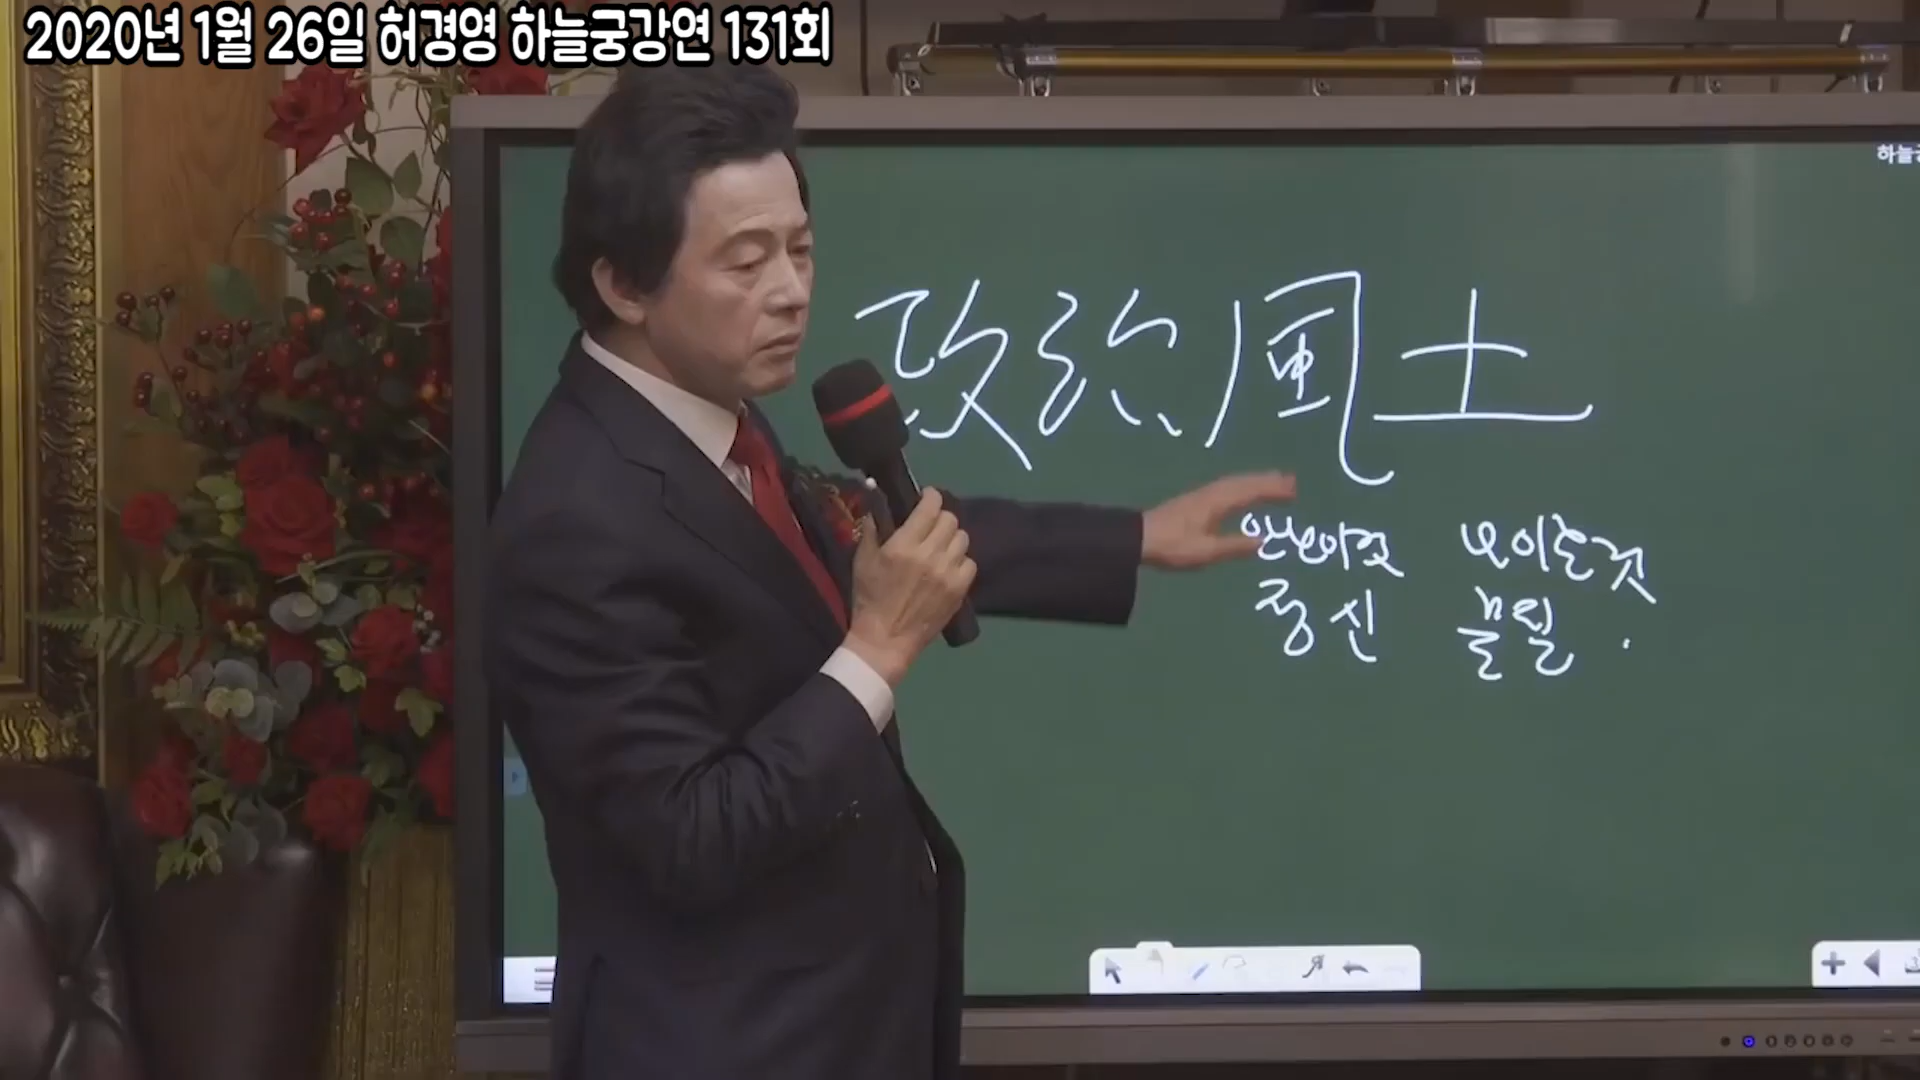 2020년 1월 26일 허경영 하늘궁강연 131회
하늘궁
政治風土
안보이것 보이는것
정신 물질